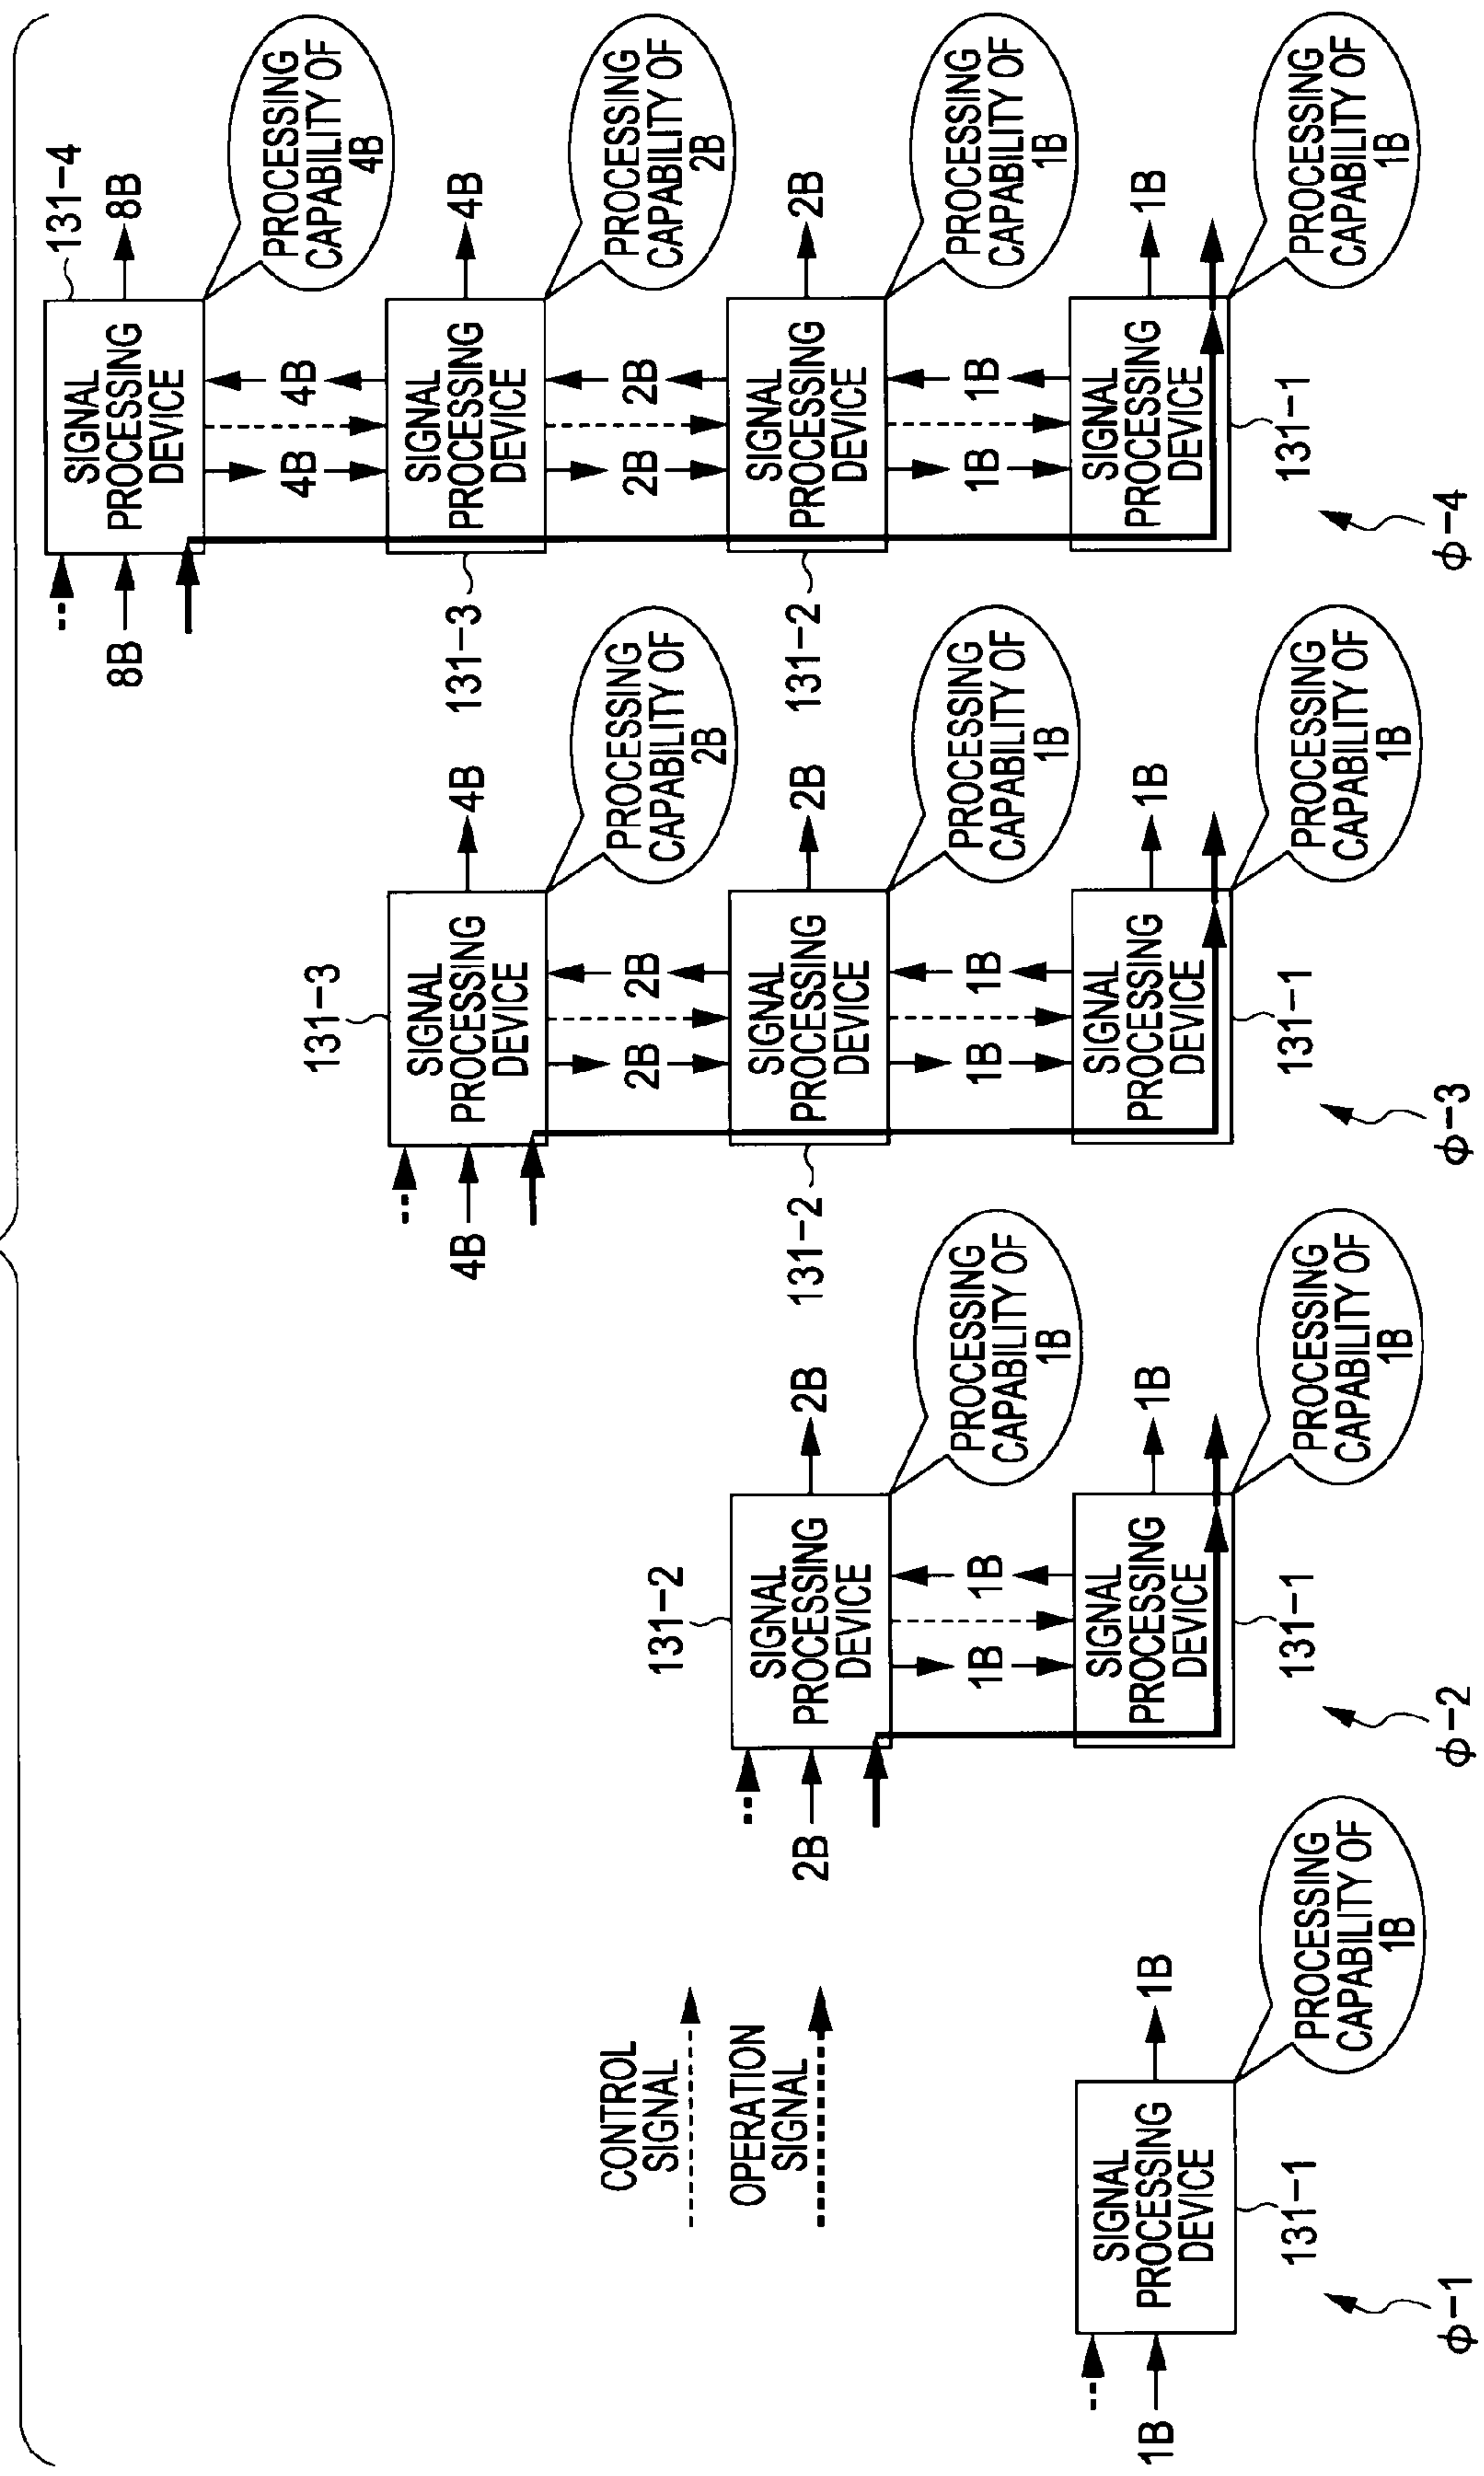 1B
SIGNAL
PROCESSING
DEVICE
1B
PROCESSING
CAPABILITY OF
1B
131-1
φ-1
CONTROL
SIGNAL
OPERATION
SIGNAL
131-2
2B
SIGNAL
PROCESSING
DEVICE
2B
PROCESSING
CAPABILITY OF
1B
1B
1B
SIGNAL
PROCESSING
DEVICE
1B
PROCESSING
CAPABILITY OF
1B
131-1
φ-2
131-3
4B
SIGNAL
PROCESSING
DEVICE
4B
PROCESSING
CAPABILITY OF
2B
2B
2B
131-2
SIGNAL
PROCESSING
DEVICE
2B
PROCESSING
CAPABILITY OF
1B
1B
1B
SIGNAL
PROCESSING
DEVICE
1B
PROCESSING
CAPABILITY OF
1B
131-1
φ-3
131-4
8B
SIGNAL
PROCESSING
DEVICE
8B
PROCESSING
CAPABILITY OF
4B
4B
4B
131-3
SIGNAL
PROCESSING
DEVICE
4B
PROCESSING
CAPABILITY OF
2B
2B
2B
131-2
SIGNAL
PROCESSING
DEVICE
2B
PROCESSING
CAPABILITY OF
1B
1B
1B
SIGNAL
PROCESSING
DEVICE
1B
PROCESSING
CAPABILITY OF
1B
131-1
φ-4